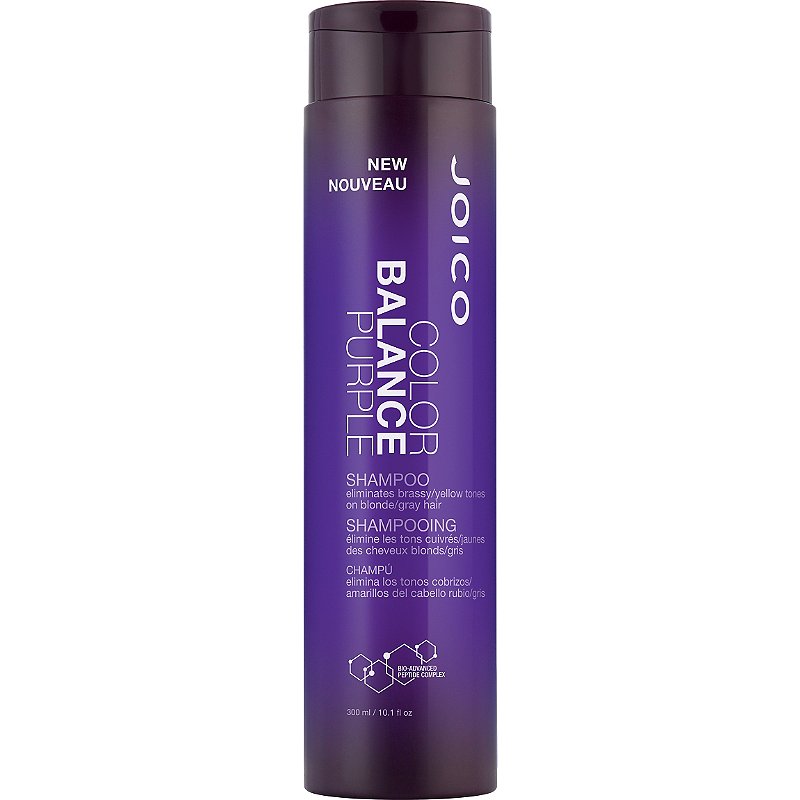 NEW
NOUVEAU
JOICO
COLOR
BALANCE
PURPLE
SHAMPOO
eliminates brassy/yellow tones
on blonde/gray hair
SHAMPOOING
élimine les tons cuivrés/jaunes
des cheveux blonds/gris
CHAMPÚ
elimina los tonos cobrizos/
amarillos del cabello rubio/gris
BIO-ADVANCED
PEPTIDE COMPLEX
300 ml / 10.1 fl oz